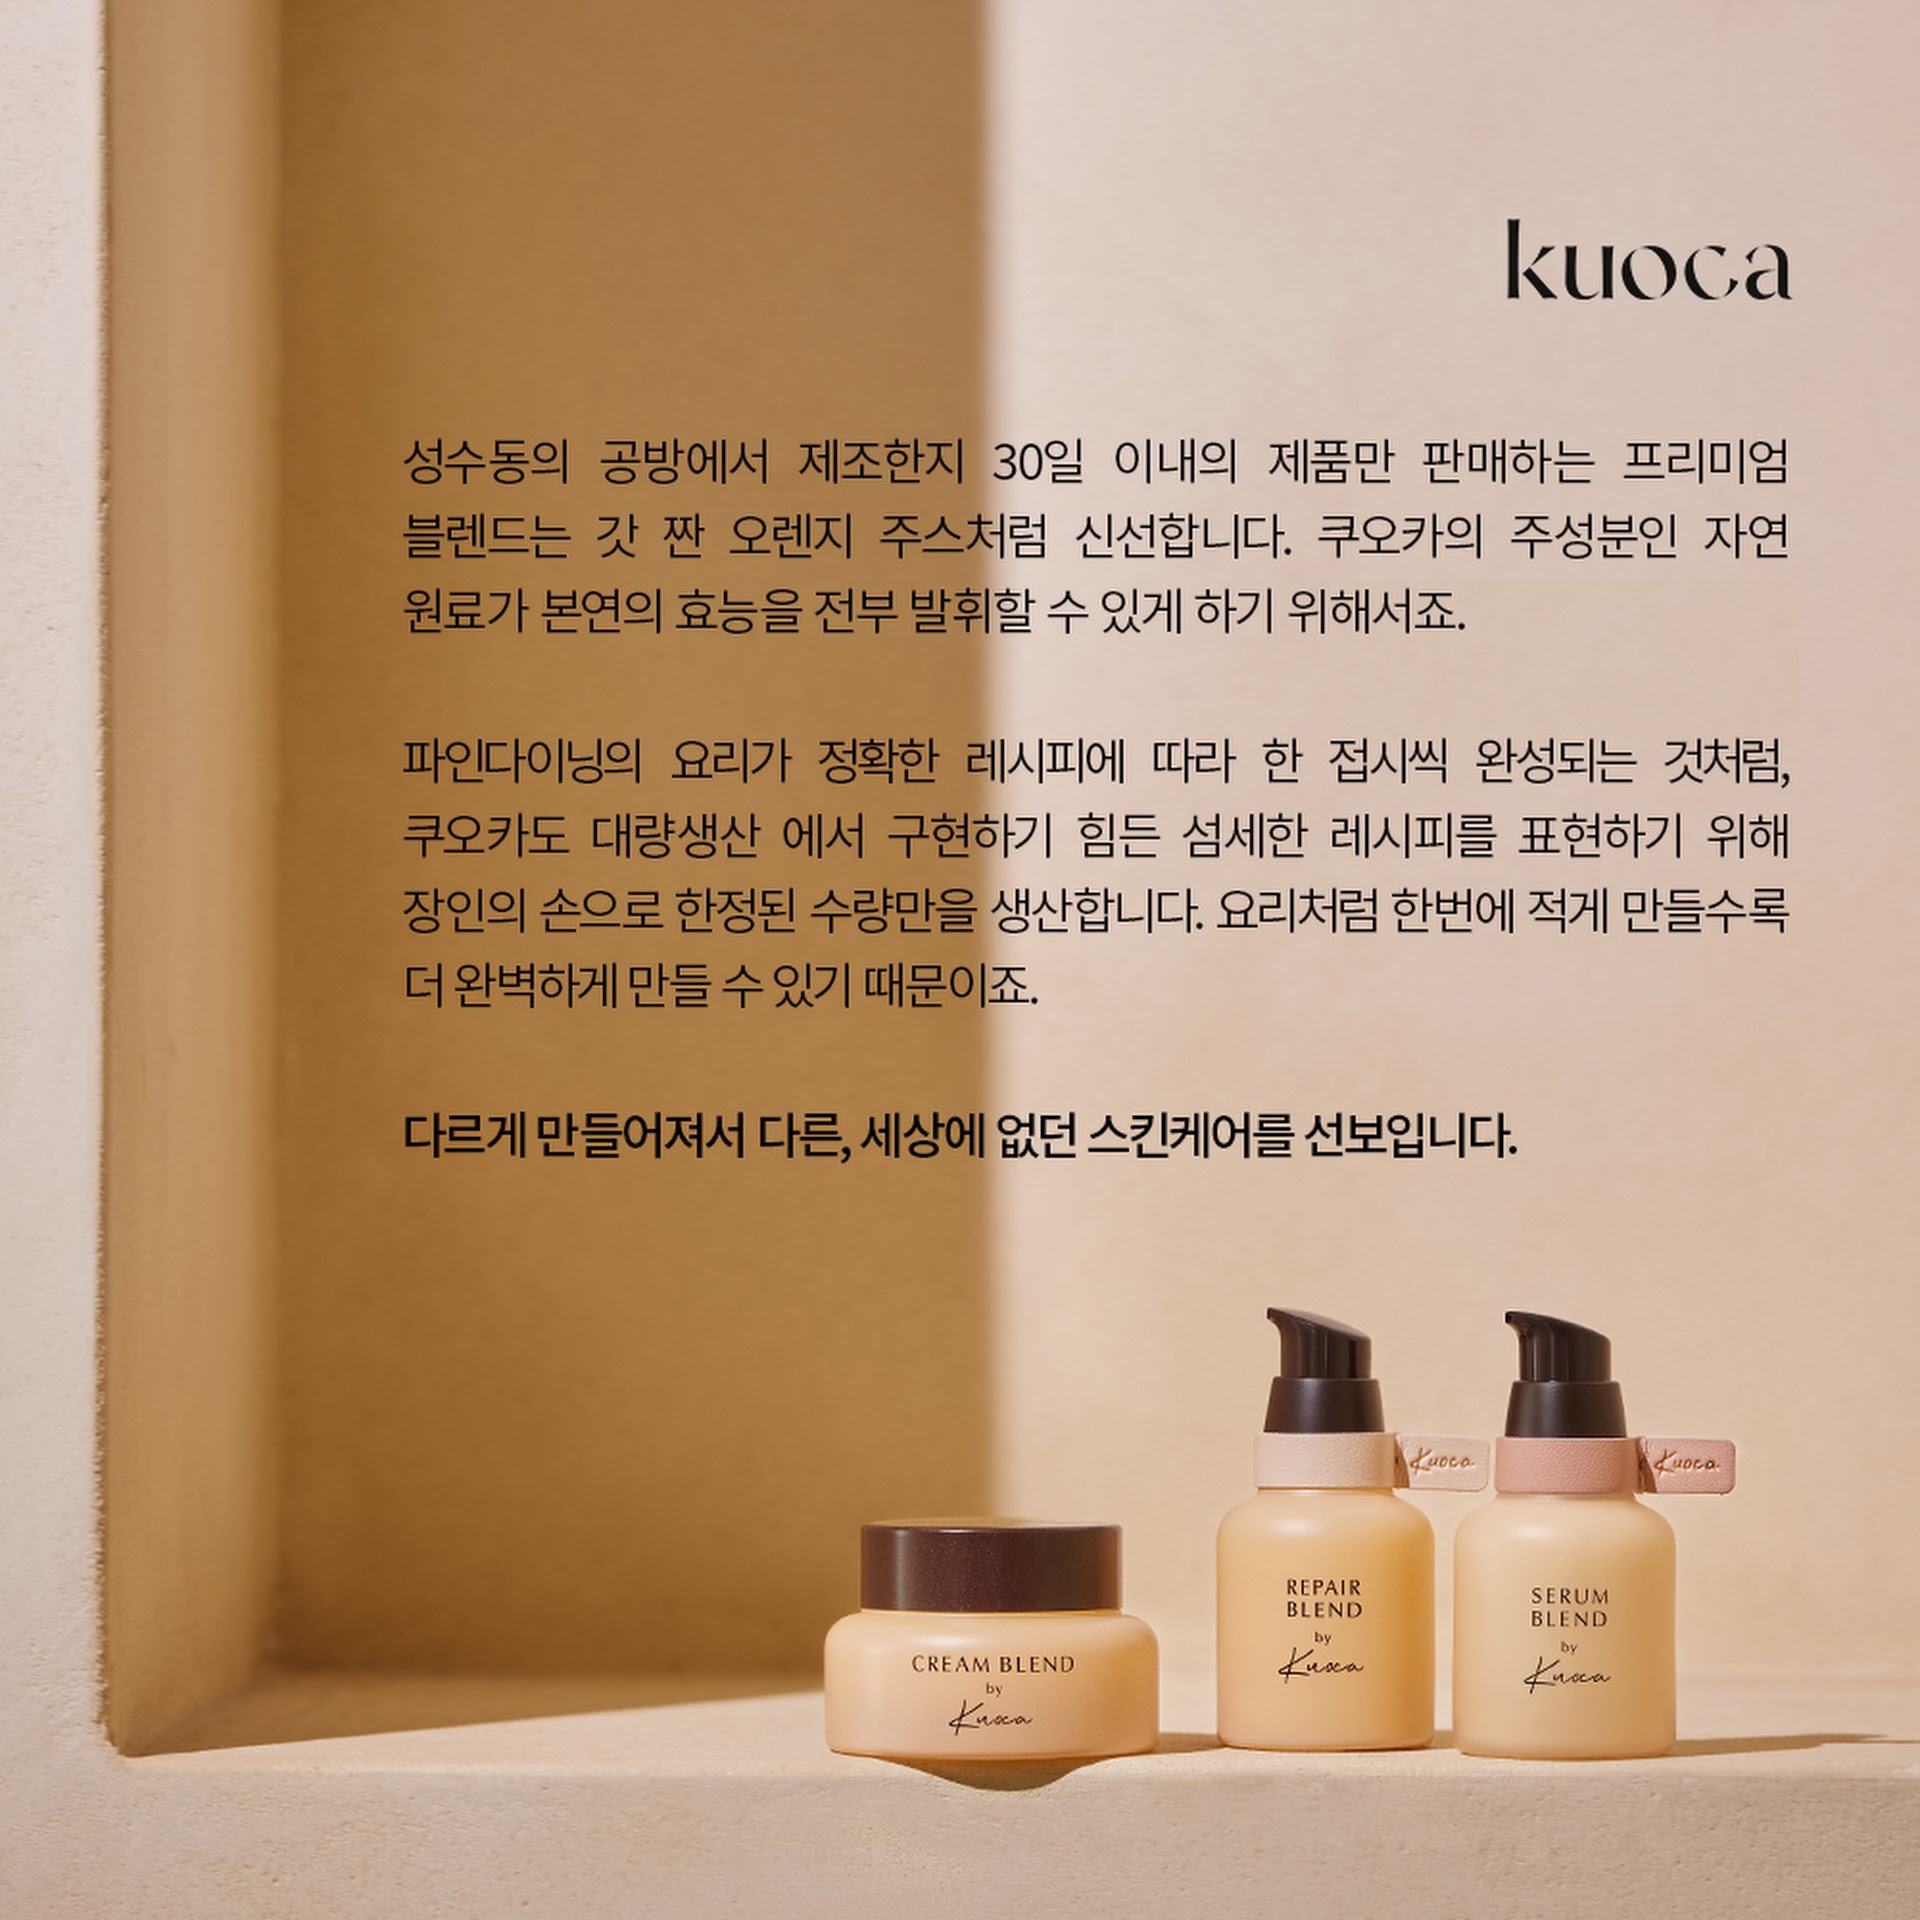 kuoca
성수동의 공방에서 제조한지 30일 이내의 제품만 판매하는 프리미엄
블렌드는 갓 짠 오렌지 주스처럼 신선합니다. 쿠오카의 주성분인 자연
원료가 본연의 효능을 전부 발휘할 수 있게 하기 위해서죠.
파인다이닝의 요리가 정확한 레시피에 따라 한 접시씩 완성되는 것처럼,
쿠오카도 대량생산 에서 구현하기 힘든 섬세한 레시피를 표현하기 위해
장인의 손으로 한정된 수량만을 생산합니다. 요리처럼 한번에 적게 만들수록
더 완벽하게 만들 수 있기 때문이죠.
다르게 만들어져서 다른, 세상에 없던 스킨케어를 선보입니다.
Kuoca
Kuoca
CREAM BLEND
by
Kuoca
REPAIR
BLEND
by
Kuoca
SERUM
BLEND
by
Kuoca